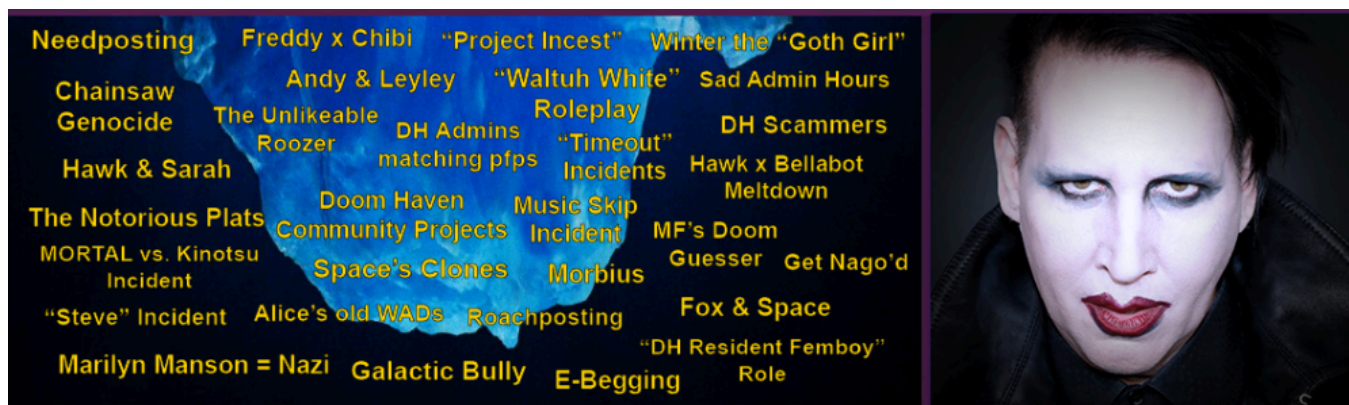 Needposting
Freddy x Chibi
“Project Incest”
Winter the “Goth Girl”
Chainsaw
Genocide
Andy & Leyley
“Waltuh White”
Roleplay
Sad Admin Hours
The Unlikeable
Roozer
DH Admins
matching pfps
“Timeout”
Incidents
DH Scammers
Hawk & Sarah
Hawk x Bellabot
Meltdown
The Notorious Plats
Doom Haven
Community Projects
Music Skip
Incident
MF’s Doom
Guesser
Get Nago’d
MORTAL vs. Kinotsu
Incident
Space’s Clones
Morbius
“Steve” Incident
Alice’s old WADs
Roachposting
Fox & Space
Marilyn Manson = Nazi
Galactic Bully
E-Begging
“DH Resident Femboy”
Role